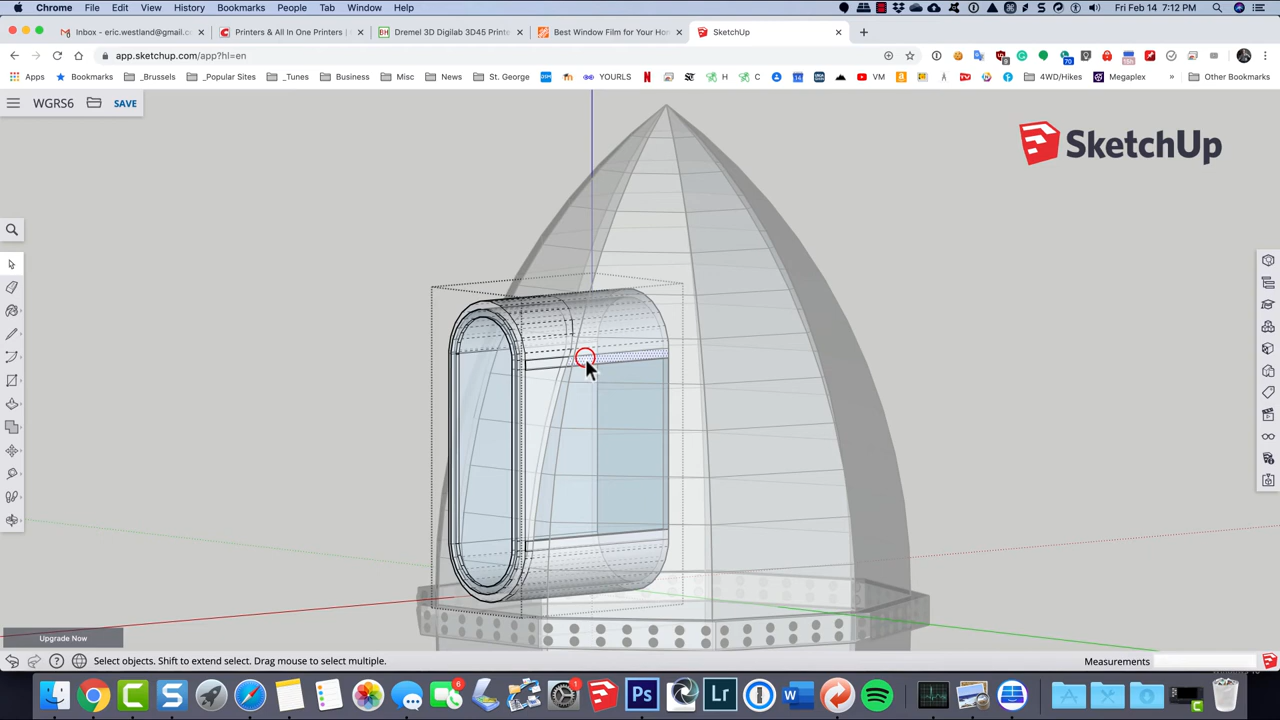 Chrome File Edit View History Bookmarks People Tab Window Help Fri Feb 14 7:12 PM
Inbox - eric.westland@gmail.c Printers & All In One Printers Dremel 3D Digilab 3D45 Printe Best Window Film for Your Hom SketchUp
app.sketchup.com/app?hl=en
Apps Bookmarks _Brussels _Popular Sites _Tunes Business Misc News St. George YOURLS H C VM 4WD/Hikes Megaplex Other Bookmarks
WGRS6 SAVE
SketchUp
Upgrade Now
Select objects. Shift to extend select. Drag mouse to select multiple. Measurements
Ps Lr